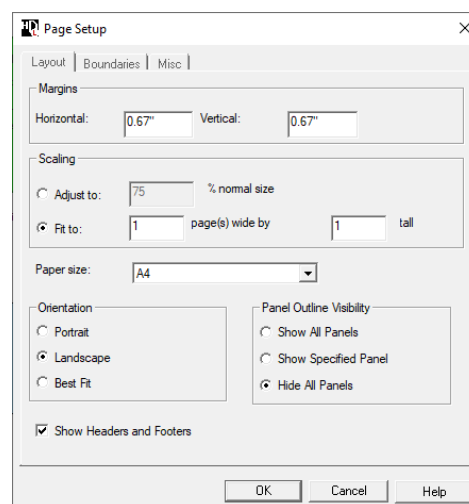 Page Setup
Layout Boundaries Misc
Margins
Horizontal: 0.67" Vertical: 0.67"
Scaling
Adjust to: 75 % normal size
Fit to: 1 page(s) wide by 1 tall
Paper size: A4
Orientation
Portrait
Landscape
Best Fit
Panel Outline Visibility
Show All Panels
Show Specified Panel
Hide All Panels
Show Headers and Footers
OK Cancel Help